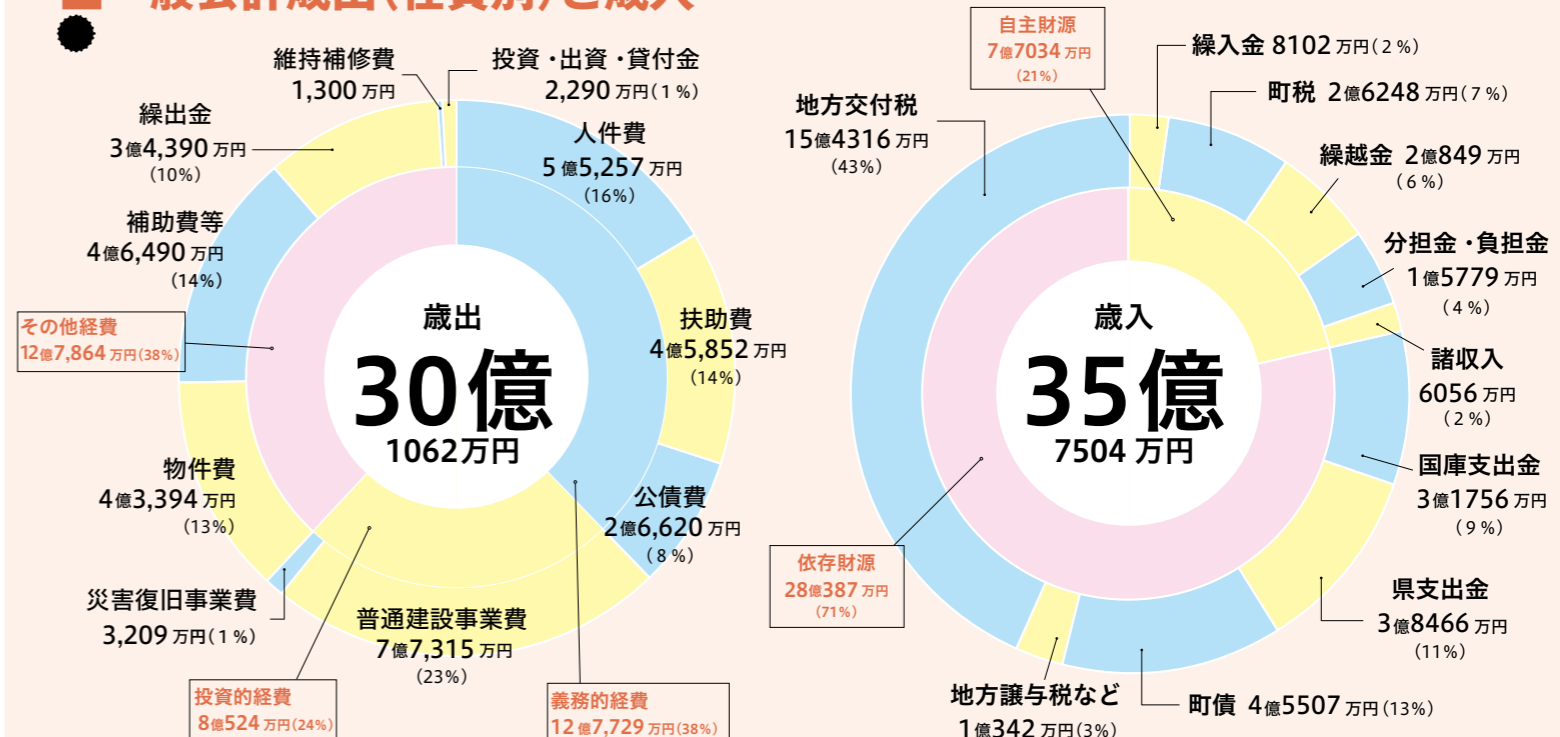 一般会計歳出(性質別)と歳入
維持補修費
1,300 万円
投資・出資・貸付金
2,290 万円(1%)
繰出金
3億4,390 万円
(10%)
人件費
5億5,257 万円
(16%)
補助費等
4億6,490 万円
(14%)
その他経費
12億7,864 万円(38%)
歳出
30億
1062万円
扶助費
4億5,852 万円
(14%)
物件費
4億3,394 万円
(13%)
公債費
2億6,620 万円
(8%)
災害復旧事業費
3,209 万円(1%)
普通建設事業費
7億7,315 万円
(23%)
投資的経費
8億524 万円(24%)
義務的経費
12億7,729 万円(38%)
自主財源
7億7034 万円
(21%)
繰入金 8102 万円(2%)
町税 2億6248 万円(7%)
地方交付税
15億4316 万円
(43%)
繰越金 2億849 万円
(6%)
分担金・負担金
1億5779 万円
(4%)
歳入
35億
7504 万円
諸収入
6056 万円
(2%)
国庫支出金
3億1756 万円
(9%)
依存財源
28億387 万円
(71%)
県支出金
3億8466 万円
(11%)
地方譲与税など
1億342 万円(3%)
町債 4億5507 万円(13%)